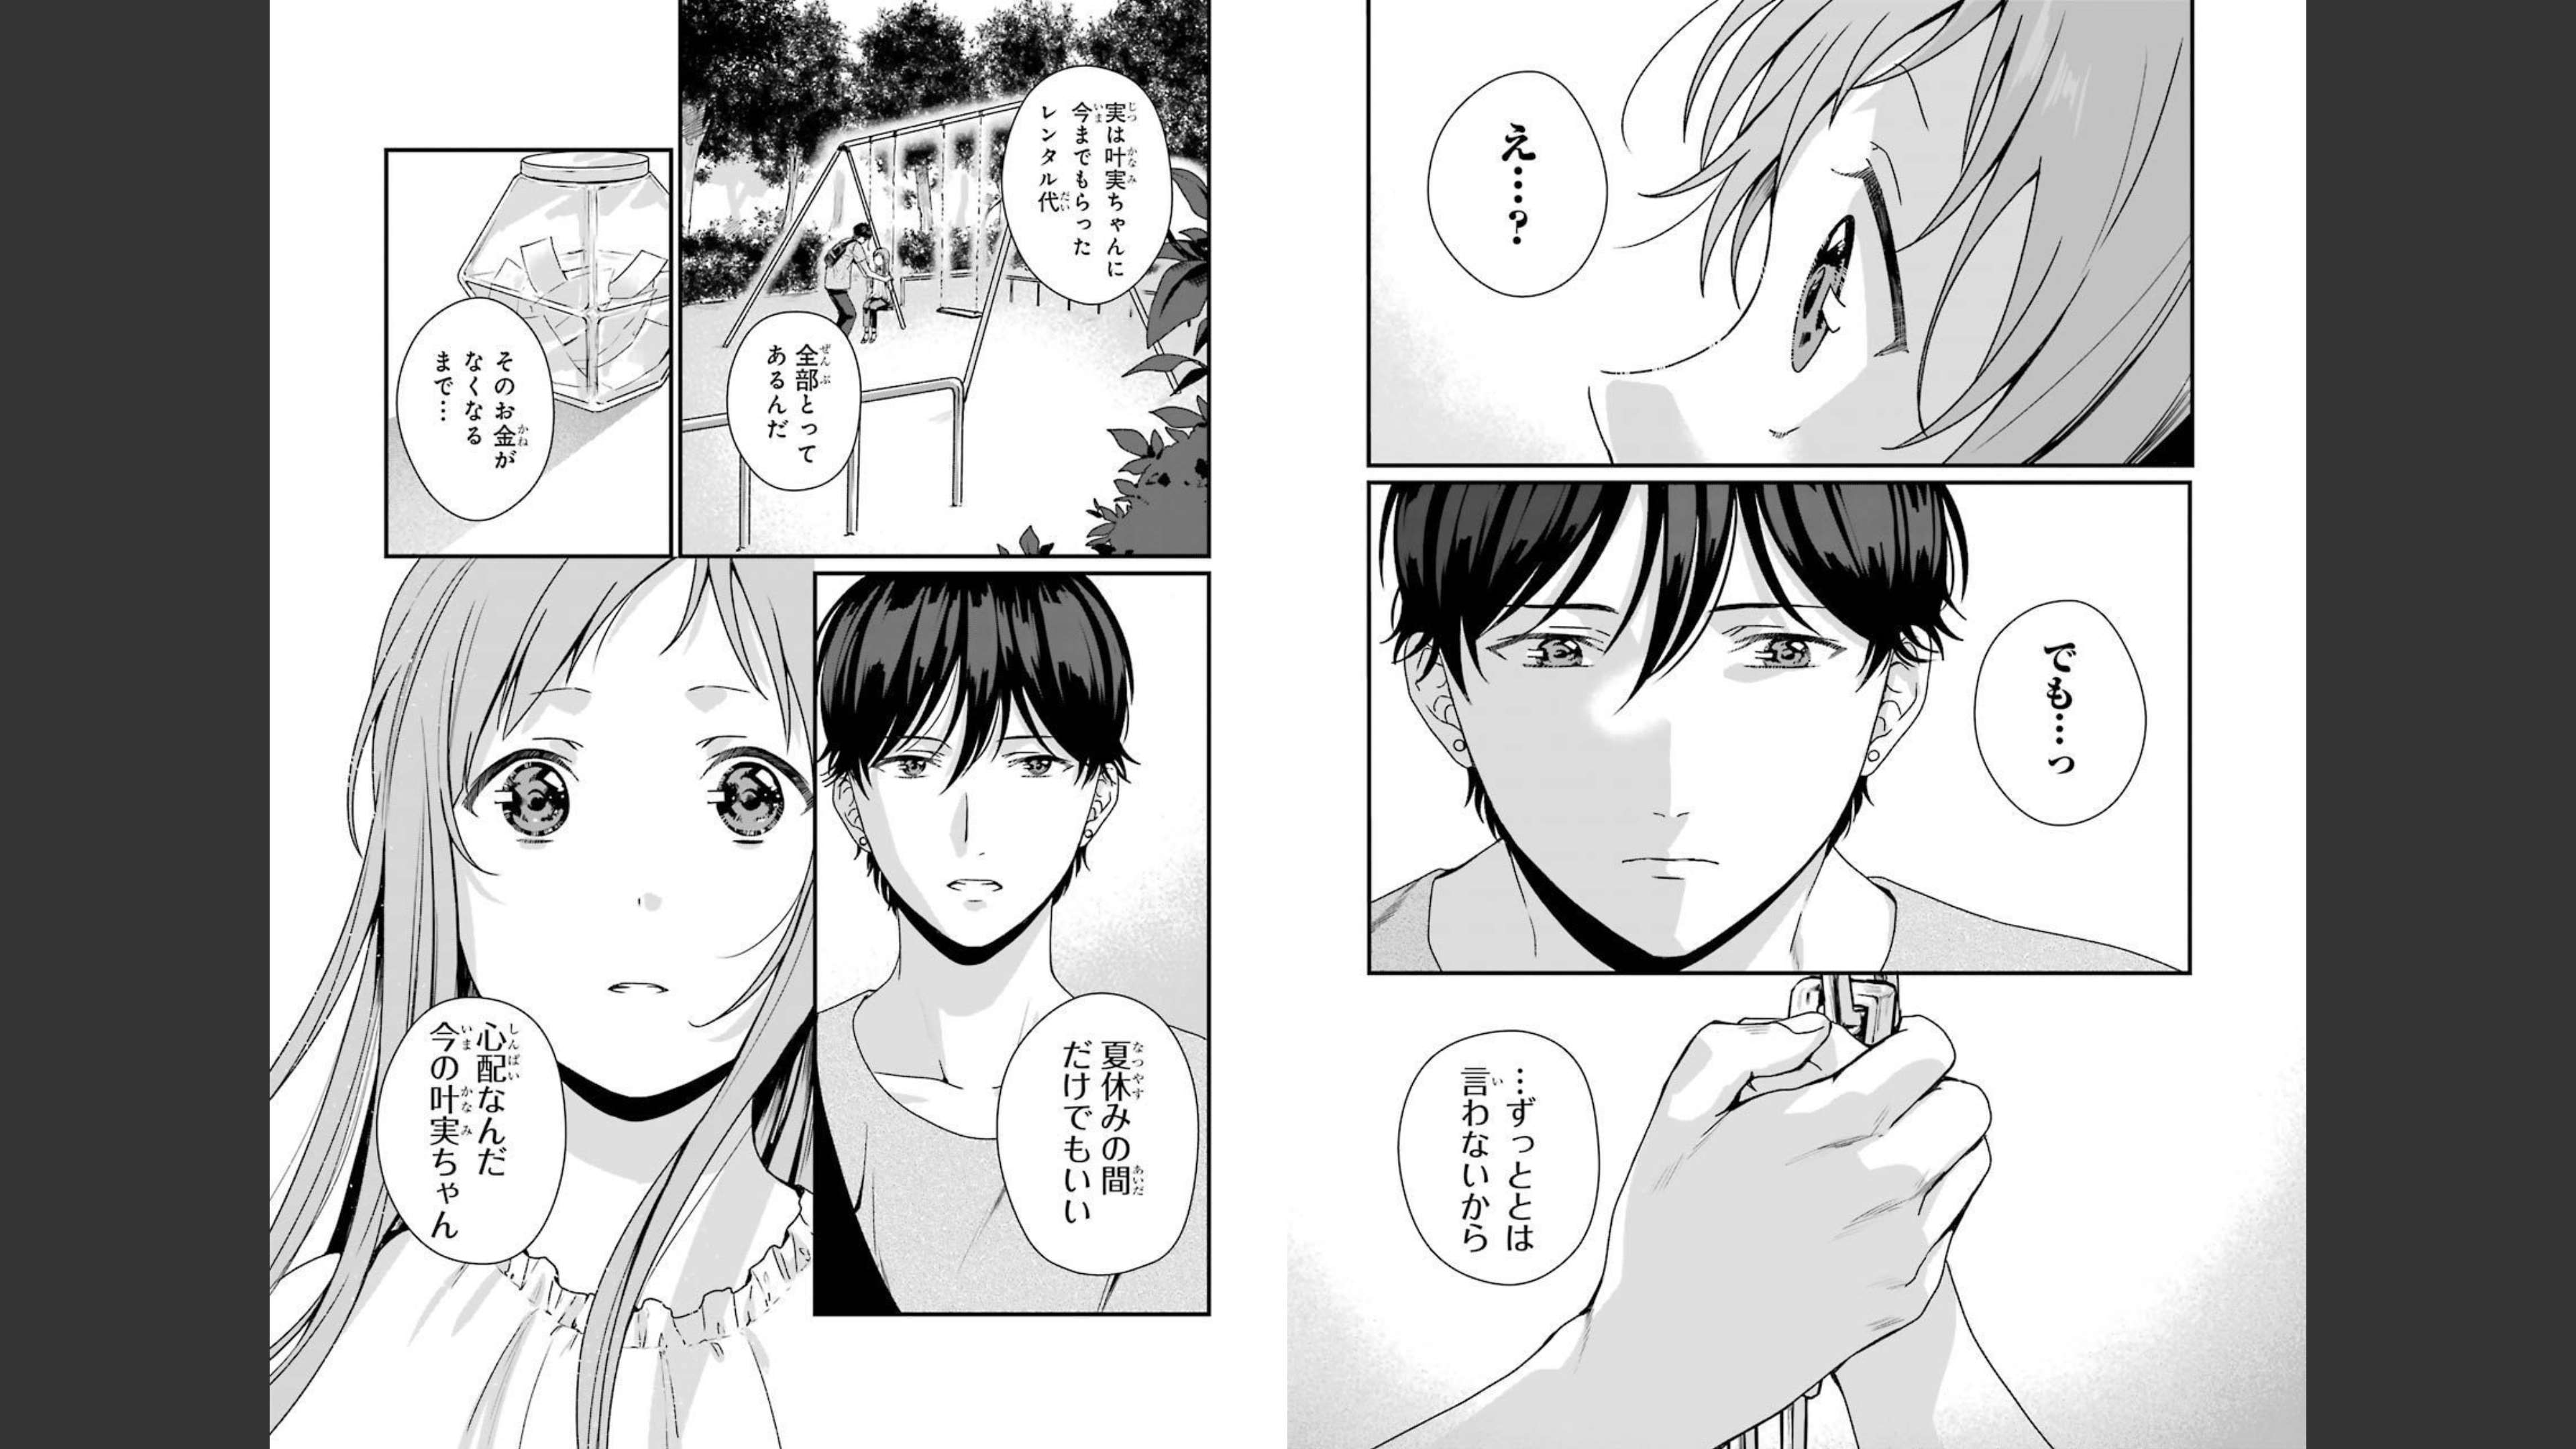 え…?
でも…っ
…ずっととは
言わないから
実は叶実ちゃんに
今までもらった
レンタル代
全部とって
あるんだ
そのお金が
なくなる
まで…
夏休みの間
だけでもいい
心配なんだ
今の叶実ちゃん